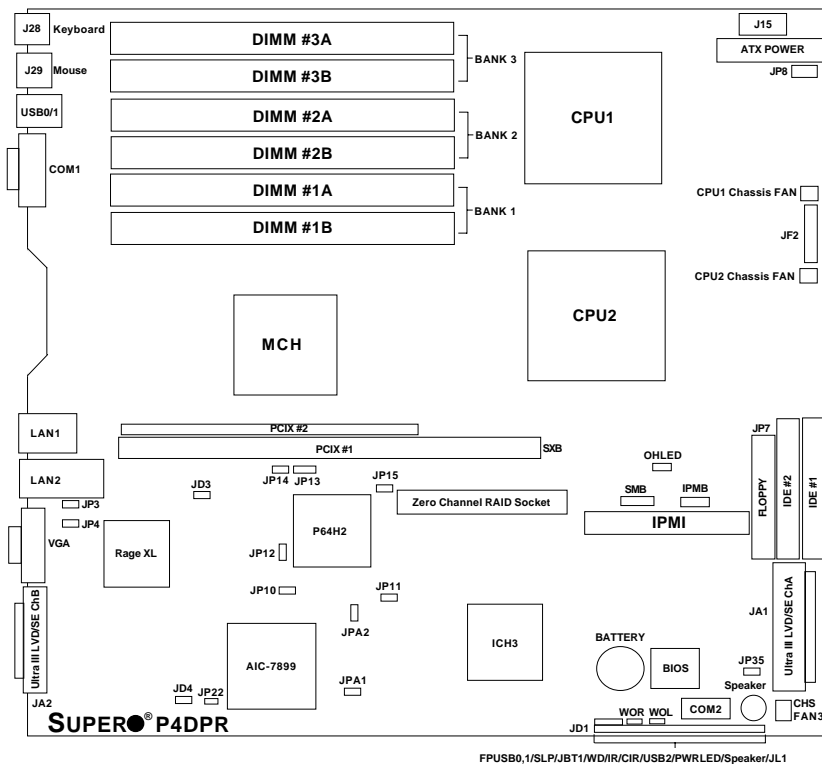 J28 Keyboard
J29 Mouse
USB0/1
COM1
DIMM #3A
DIMM #3B
BANK 3
DIMM #2A
DIMM #2B
BANK 2
DIMM #1A
DIMM #1B
BANK 1
CPU1
J15
ATX POWER
JP8
CPU1 Chassis FAN
JF2
CPU2 Chassis FAN
CPU2
MCH
LAN1
LAN2
PCIX #2
PCIX #1
SXB
JP7
FLOPPY
IDE #2
IDE #1
OHLED
SMB
IPMB
IPMI
JP14
JP13
JP15
JD3
Zero Channel RAID Socket
JP3
JP4
VGA
Rage XL
P64H2
JP12
JP10
JP11
JPA2
JPA1
Ultra III LVD/SE ChB
JA2
AIC-7899
JD4
JP22
ICH3
BATTERY
BIOS
JA1
Ultra III LVD/SE ChA
JP35
Speaker
COM2
CHS
FAN3
WOR
WOL
JD1
SUPER® P4DPR
FPUSB0,1/SLP/JBT1/WD/IR/CIR/USB2/PWRLED/Speaker/JL1